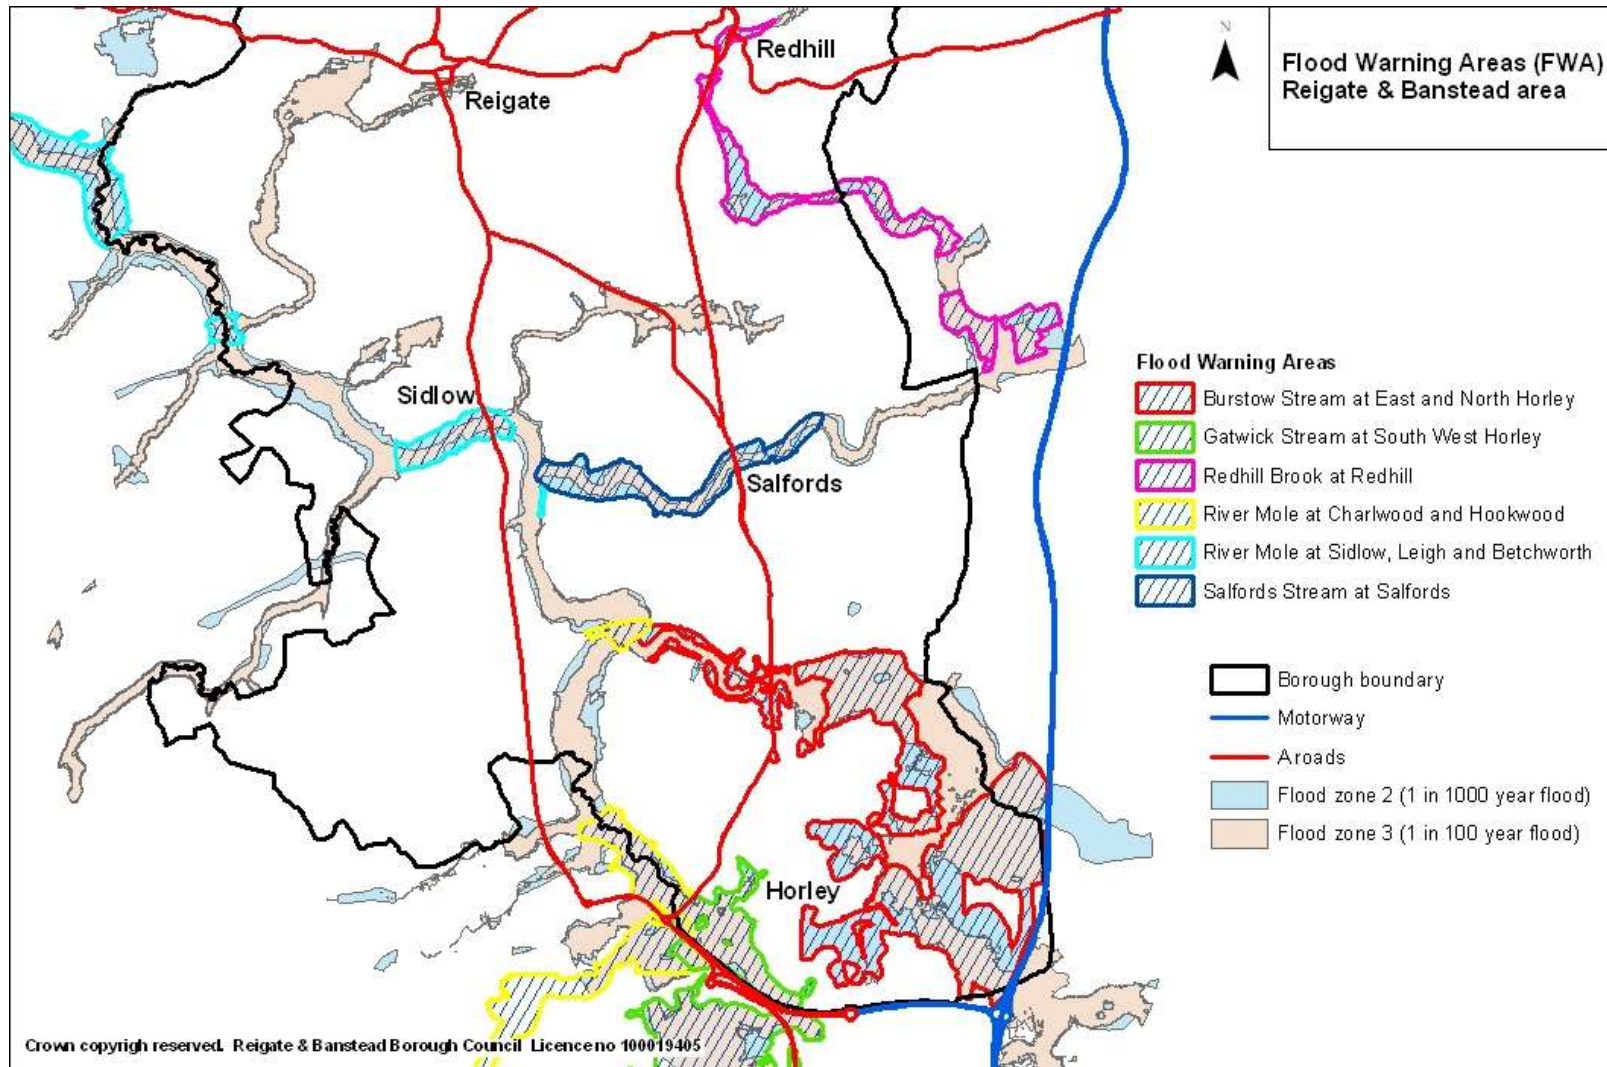 Redhill
Reigate
N
Flood Warning Areas (FWA)
Reigate & Banstead area
Sidlow
Salfords
Horley
Flood Warning Areas
Burstow Stream at East and North Horley
Gatwick Stream at South West Horley
Redhill Brook at Redhill
River Mole at Charlwood and Hookwood
River Mole at Sidlow, Leigh and Betchworth
Salfords Stream at Salfords
Borough boundary
Motorway
A roads
Flood zone 2 (1 in 1000 year flood)
Flood zone 3 (1 in 100 year flood)
Crown copyrigh reserved. Reigate & Banstead Borough Council Licence no 100019405